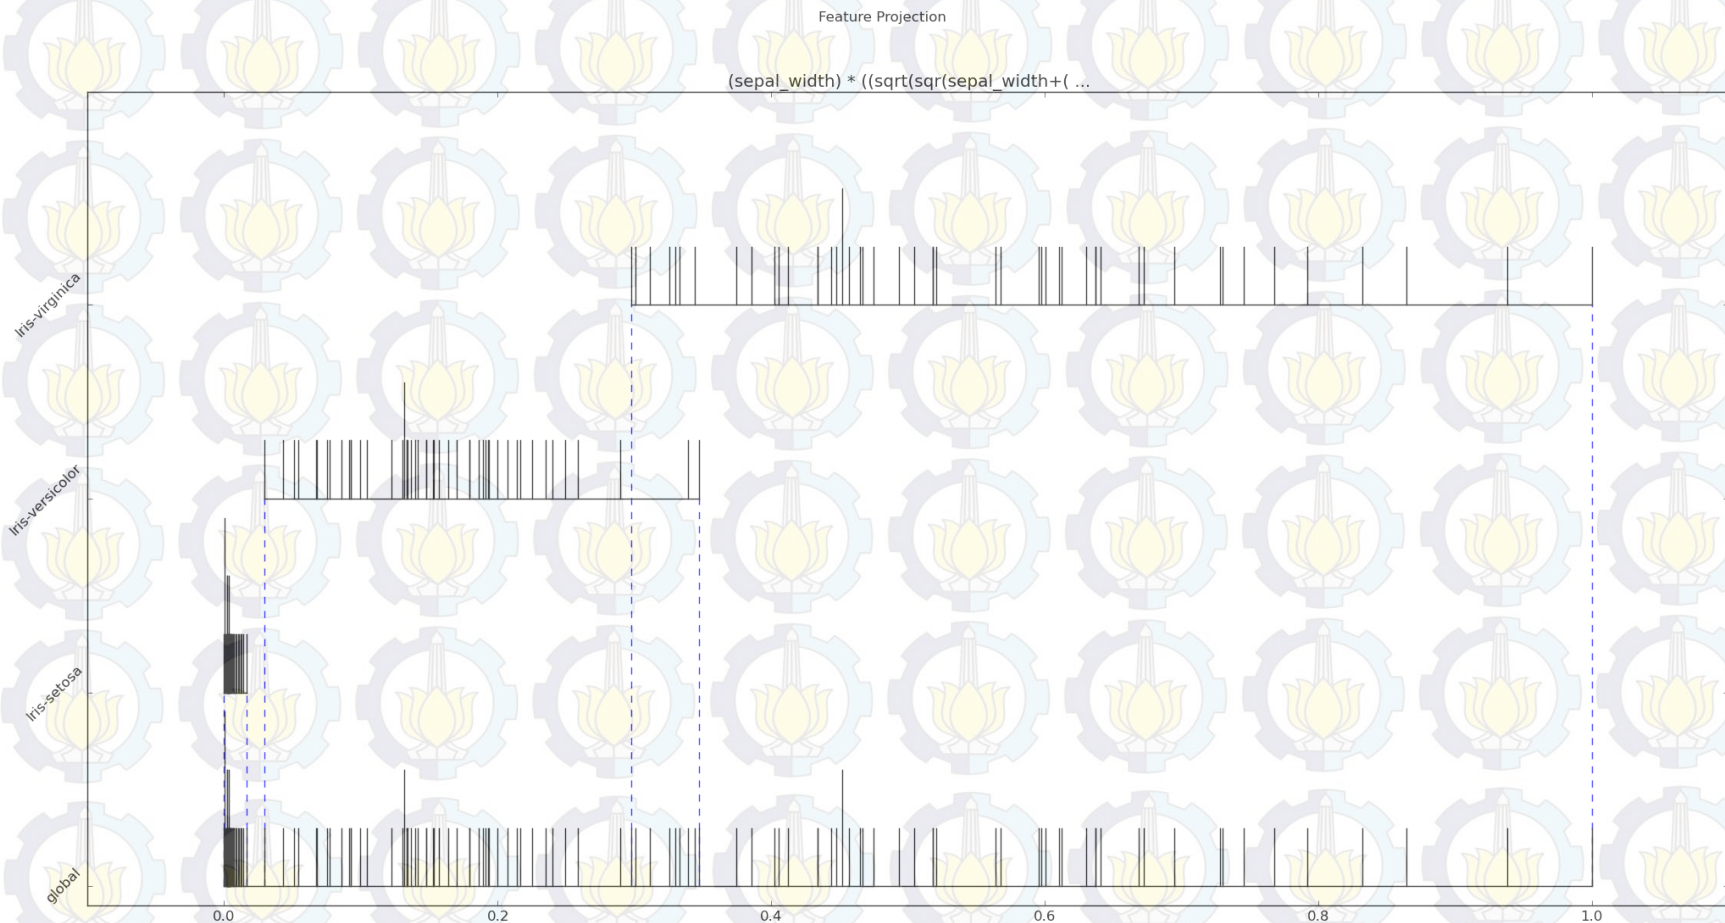 Feature Projection
(sepal_width) * ((sqrt(sqr(sepal_width+( ...
Iris-virginica
Iris-versicolor
Iris-setosa
global
0.0 0.2 0.4 0.6 0.8 1.0